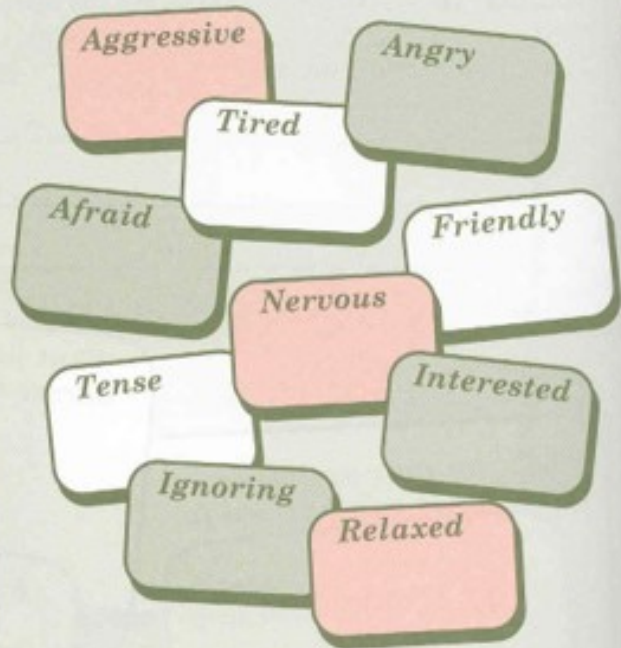 Aggressive
Angry
Tired
Afraid
Friendly
Nervous
Tense
Interested
Ignoring
Relaxed